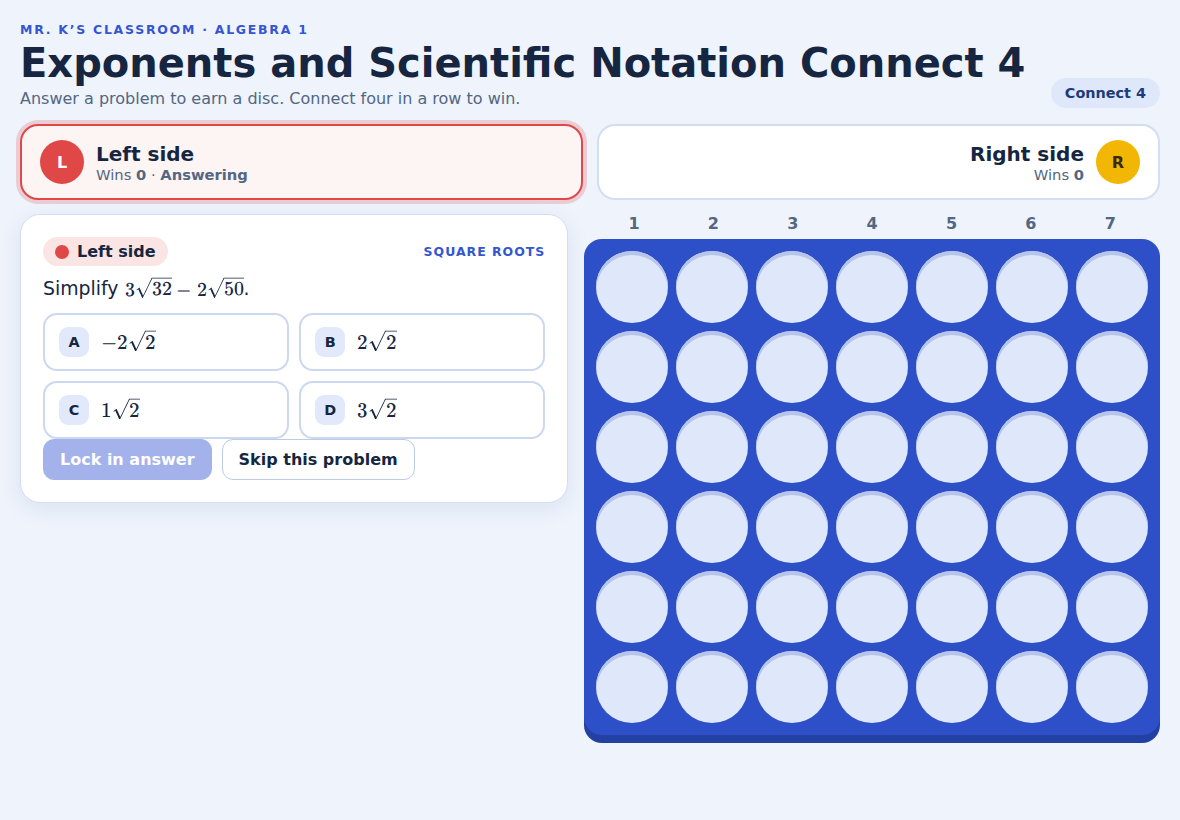 MR. K’S CLASSROOM · ALGEBRA 1
Exponents and Scientific Notation Connect 4
Answer a problem to earn a disc. Connect four in a row to win.
Connect 4
L
Left side
Wins 0 · Answering
Right side
Wins 0
R
Left side
SQUARE ROOTS
Simplify 3√32 − 2√50.
A −2√2
B 2√2
C 1√2
D 3√2
Lock in answer
Skip this problem
1 2 3 4 5 6 7